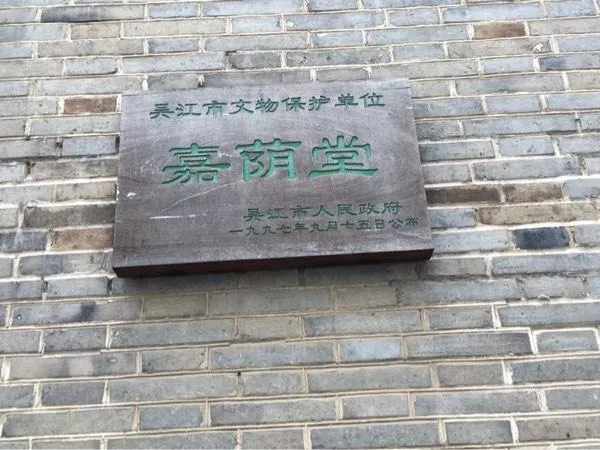 吴江市文物保护单位
嘉荫堂
吴江市人民政府
一九九七年九月十五日公布